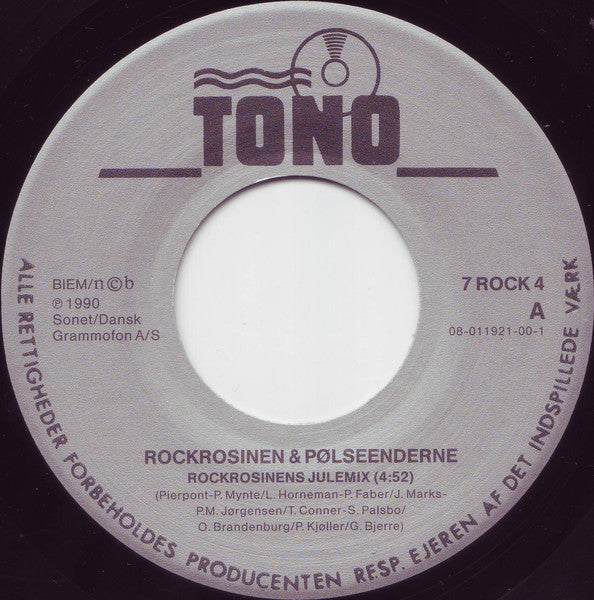 TONO
BIEM/n©b
℗ 1990
Sonet/Dansk
Grammofon A/S
7 ROCK 4
A
08-011921-00-1
ROCKROSINEN & PØLSEENDERNE
ROCKROSINENS JULEMIX (4:52)
(Pierpont-P. Mynte/L. Horneman-P. Faber/J. Marks-
P.M. Jørgensen/T. Conner-S. Palsbo/
O. Brandenburg/P. Kjøller/G. Bjerre)
ALLE RETTIGHEDER FORBEHOLDES PRODUCENTEN RESP. EJEREN AF DET INDSPILLEDE VÆRK